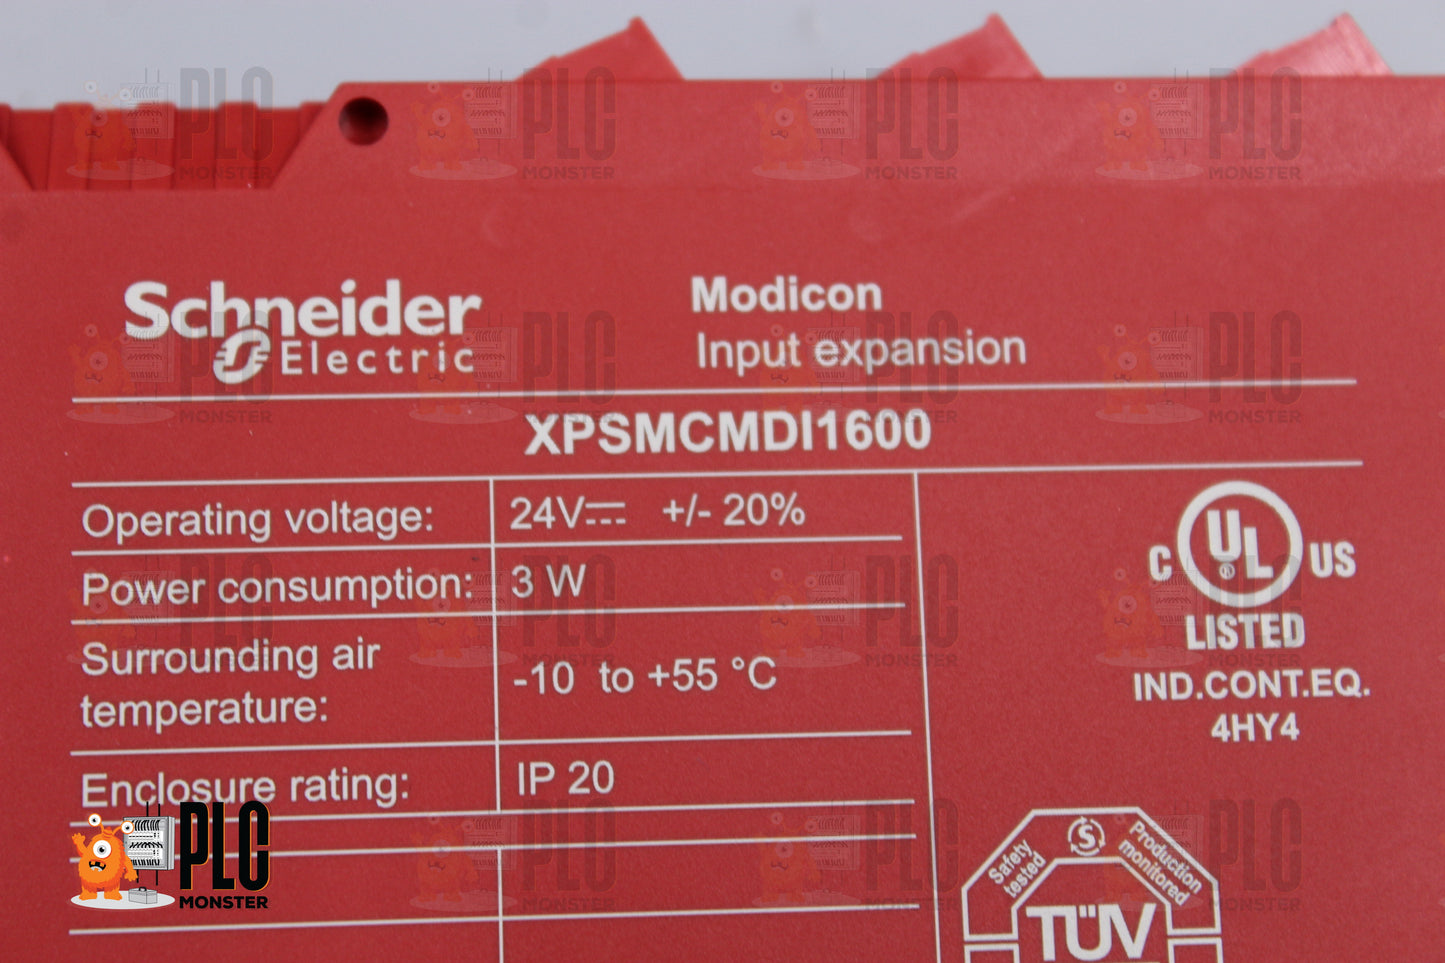 Schneider
Electric
Modicon
Input expansion
XPSMCMDI1600
Operating voltage: 24V⎓ +/- 20%
Power consumption: 3 W
Surrounding air
temperature: -10 to +55 °C
Enclosure rating: IP 20
C UL® US
LISTED
IND.CONT.EQ.
4HY4
Safety
tested
S
Production
monitored
TÜV
PLC
MONSTER